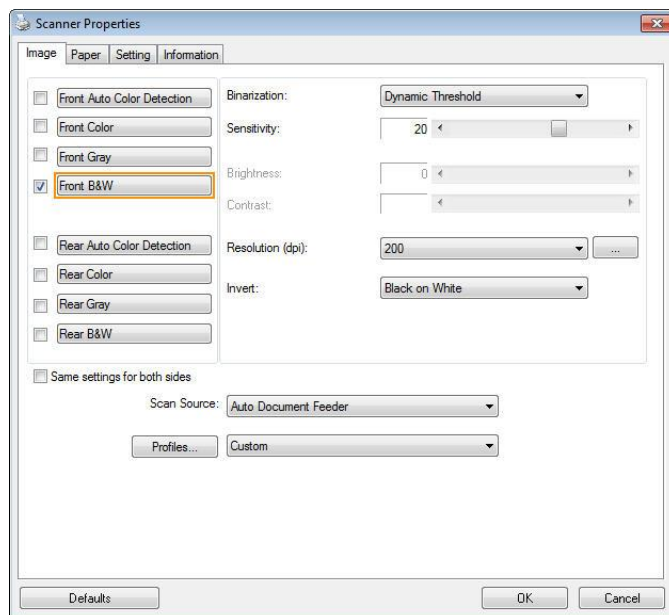 Scanner Properties
Image Paper Setting Information
Front Auto Color Detection
Front Color
Front Gray
Front B&W
Rear Auto Color Detection
Rear Color
Rear Gray
Rear B&W
Binarization: Dynamic Threshold
Sensitivity: 20
Brightness: 0
Contrast:
Resolution (dpi): 200 ...
Invert: Black on White
Same settings for both sides
Scan Source: Auto Document Feeder
Profiles... Custom
Defaults OK Cancel